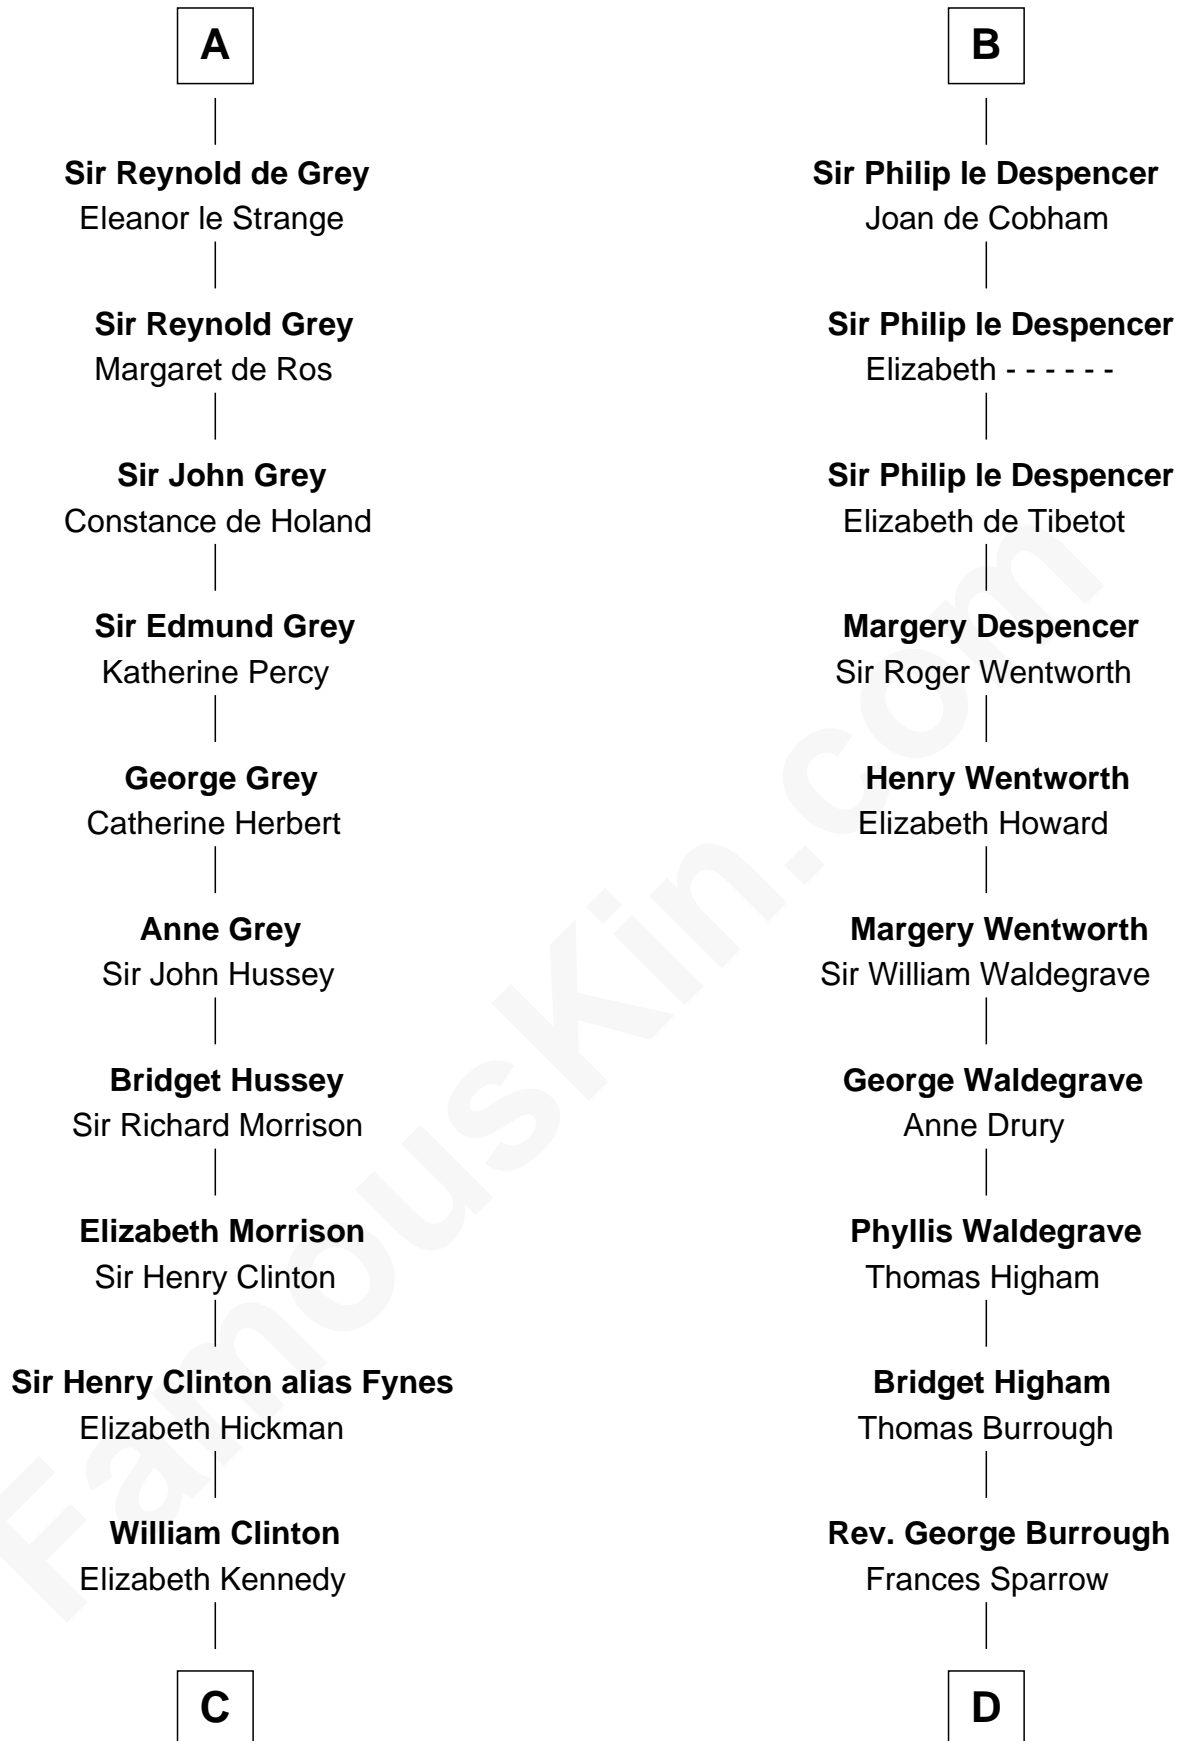 A
Sir Reynold de Grey
Eleanor le Strange
Sir Reynold Grey
Margaret de Ros
Sir John Grey
Constance de Holand
Sir Edmund Grey
Katherine Percy
George Grey
Catherine Herbert
Anne Grey
Sir John Hussey
Bridget Hussey
Sir Richard Morrison
Elizabeth Morrison
Sir Henry Clinton
Sir Henry Clinton alias Fynes
Elizabeth Hickman
William Clinton
Elizabeth Kennedy
C
B
Sir Philip le Despencer
Joan de Cobham
Sir Philip le Despencer
Elizabeth - - - - - -
Sir Philip le Despencer
Elizabeth de Tibetot
Margery Despencer
Sir Roger Wentworth
Henry Wentworth
Elizabeth Howard
Margery Wentworth
Sir William Waldegrave
George Waldegrave
Anne Drury
Phyllis Waldegrave
Thomas Higham
Bridget Higham
Thomas Burrough
Rev. George Burrough
Frances Sparrow
D
FamousKin.com